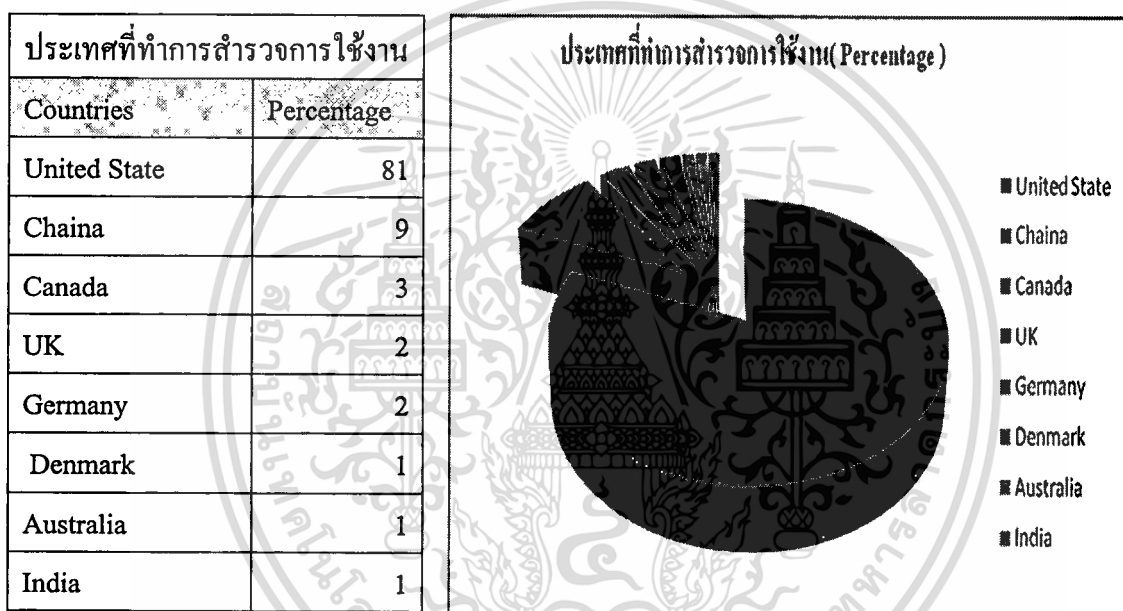 ประเทศที่ทำการสำรวจการใช้งาน
Countries Percentage
United State 81
Chaina 9
Canada 3
UK 2
Germany 2
Denmark 1
Australia 1
India 1
ประเทศที่ทำการสำรวจการใช้งาน( Percentage )
United State
Chaina
Canada
UK
Germany
Denmark
Australia
India